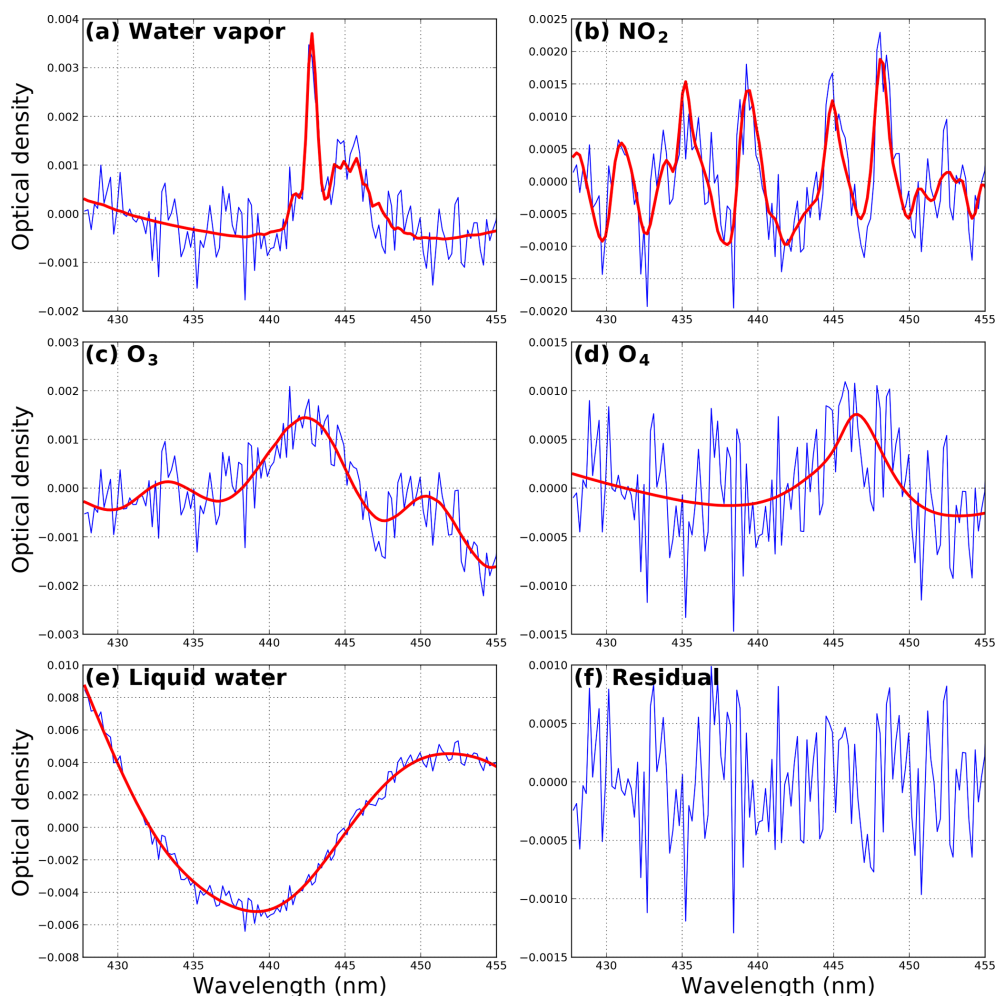 (a) Water vapor
0.004
0.003
0.002
0.001
0.000
−0.001
−0.002
430 435 440 445 450 455
Optical density
(b) NO₂
0.0025
0.0020
0.0015
0.0010
0.0005
0.0000
−0.0005
−0.0010
−0.0015
−0.0020
430 435 440 445 450 455
(c) O₃
0.003
0.002
0.001
0.000
−0.001
−0.002
−0.003
430 435 440 445 450 455
Optical density
(d) O₄
0.0015
0.0010
0.0005
0.0000
−0.0005
−0.0010
−0.0015
430 435 440 445 450 455
(e) Liquid water
0.010
0.008
0.006
0.004
0.002
0.000
−0.002
−0.004
−0.006
−0.008
430 435 440 445 450 455
Optical density
Wavelength (nm)
(f) Residual
0.0010
0.0005
0.0000
−0.0005
−0.0010
−0.0015
430 435 440 445 450 455
Wavelength (nm)